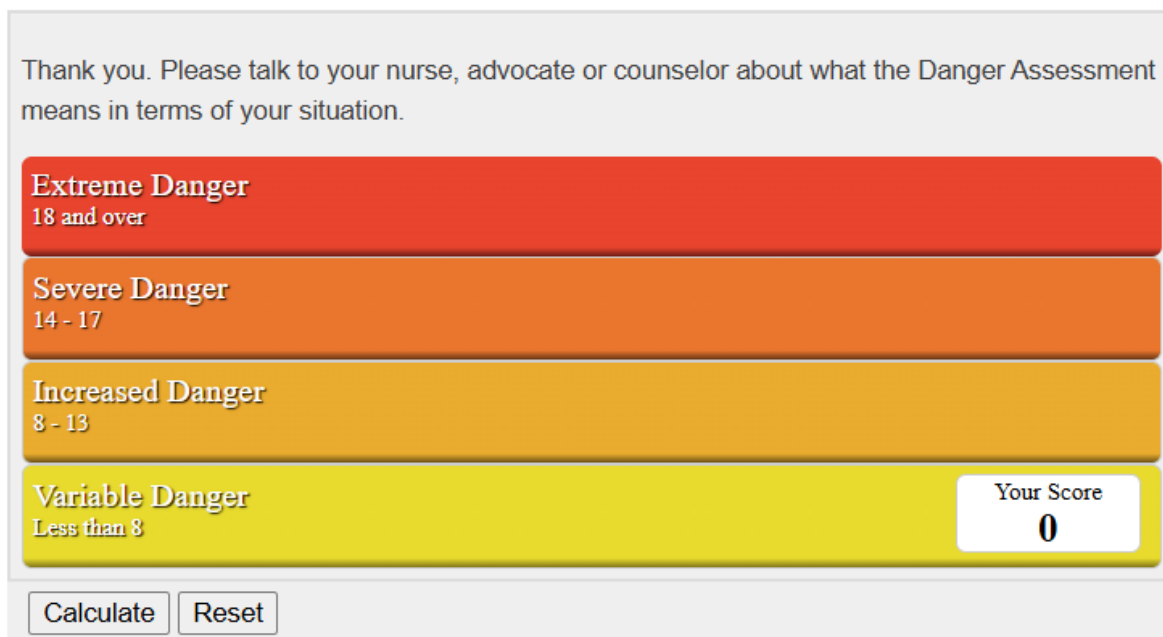 Thank you. Please talk to your nurse, advocate or counselor about what the Danger Assessment
means in terms of your situation.
Extreme Danger
18 and over
Severe Danger
14 - 17
Increased Danger
8 - 13
Variable Danger
Less than 8
Your Score
0
Calculate Reset